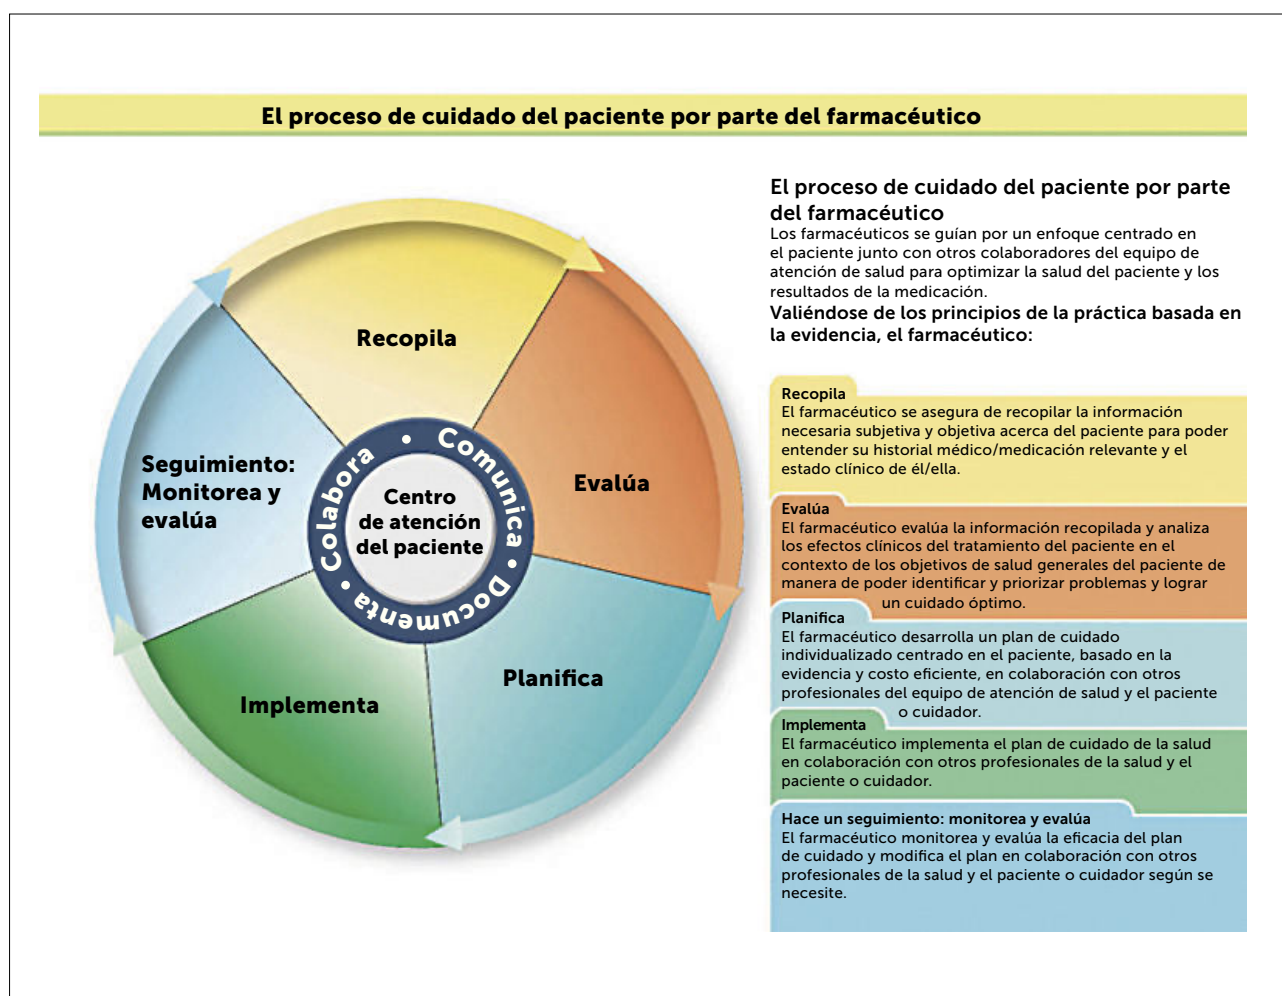 El proceso de cuidado del paciente por parte del farmacéutico
Recopila
Evalúa
Planifica
Implementa
Seguimiento:
Monitorea y
evalúa
• Comunica • Documenta • Colabora
Centro
de atención
del paciente
El proceso de cuidado del paciente por parte
del farmacéutico
Los farmacéuticos se guían por un enfoque centrado en
el paciente junto con otros colaboradores del equipo de
atención de salud para optimizar la salud del paciente y los
resultados de la medicación.
Valiéndose de los principios de la práctica basada en
la evidencia, el farmacéutico:
Recopila
El farmacéutico se asegura de recopilar la información
necesaria subjetiva y objetiva acerca del paciente para poder
entender su historial médico/medicación relevante y el
estado clínico de él/ella.
Evalúa
El farmacéutico evalúa la información recopilada y analiza
los efectos clínicos del tratamiento del paciente en el
contexto de los objetivos de salud generales del paciente de
manera de poder identificar y priorizar problemas y lograr
un cuidado óptimo.
Planifica
El farmacéutico desarrolla un plan de cuidado
individualizado centrado en el paciente, basado en la
evidencia y costo eficiente, en colaboración con otros
profesionales del equipo de atención de salud y el paciente
o cuidador.
Implementa
El farmacéutico implementa el plan de cuidado de la salud
en colaboración con otros profesionales de la salud y el
paciente o cuidador.
Hace un seguimiento: monitorea y evalúa
El farmacéutico monitorea y evalúa la eficacia del plan
de cuidado y modifica el plan en colaboración con otros
profesionales de la salud y el paciente o cuidador según se
necesite.